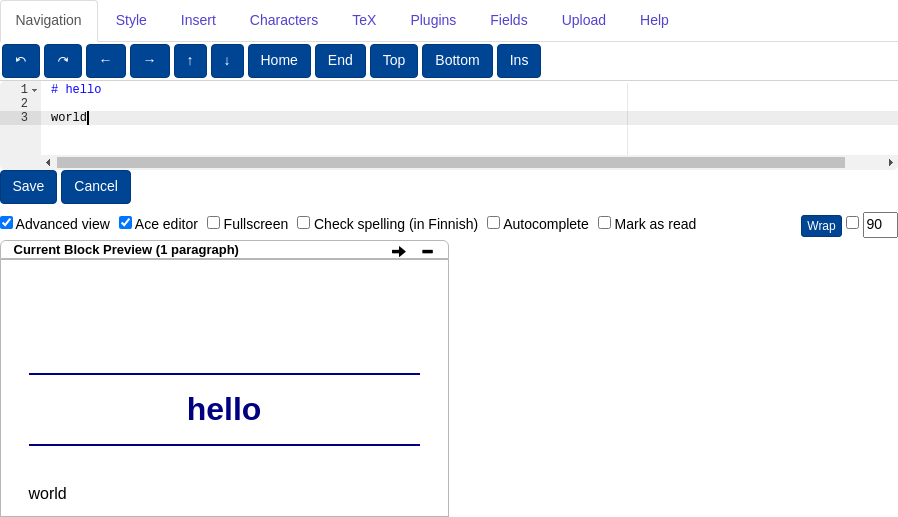 Navigation Style Insert Characters TeX Plugins Fields Upload Help
↶ ↷ ← → ↑ ↓ Home End Top Bottom Ins
1 # hello
2
3 world
Save Cancel
Advanced view Ace editor Fullscreen Check spelling (in Finnish) Autocomplete Mark as read Wrap 90
Current Block Preview (1 paragraph)
hello
world